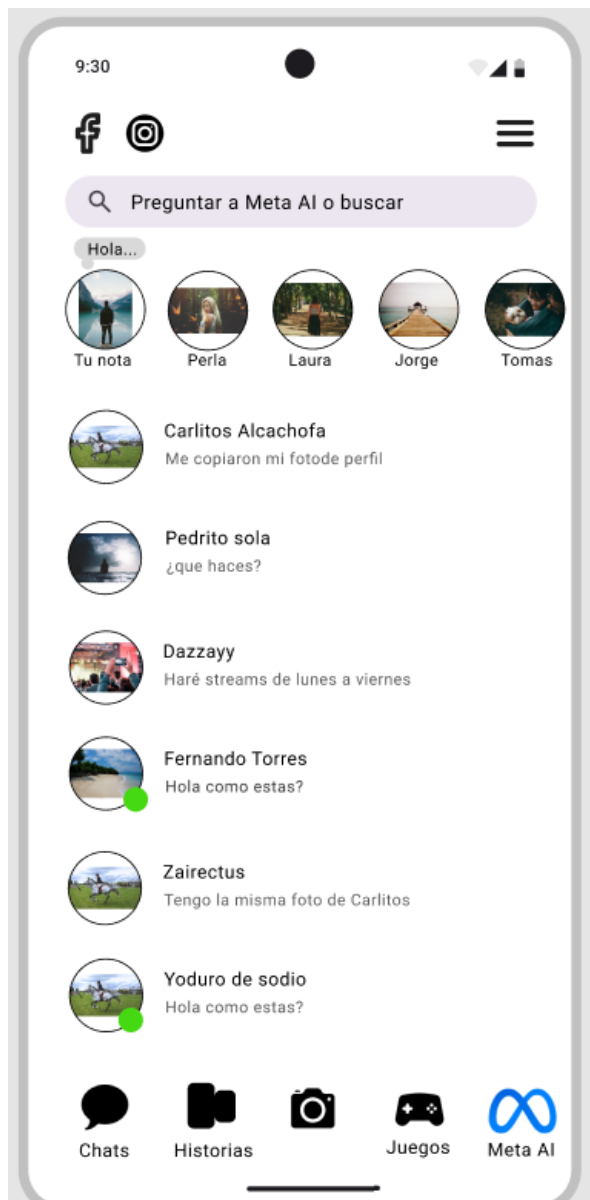 9:30
Preguntar a Meta AI o buscar
Hola...
Tu nota Perla Laura Jorge Tomas
Carlitos Alcachofa
Me copiaron mi fotode perfil
Pedrito sola
¿que haces?
Dazzayy
Haré streams de lunes a viernes
Fernando Torres
Hola como estas?
Zairectus
Tengo la misma foto de Carlitos
Yoduro de sodio
Hola como estas?
Chats Historias Juegos Meta AI